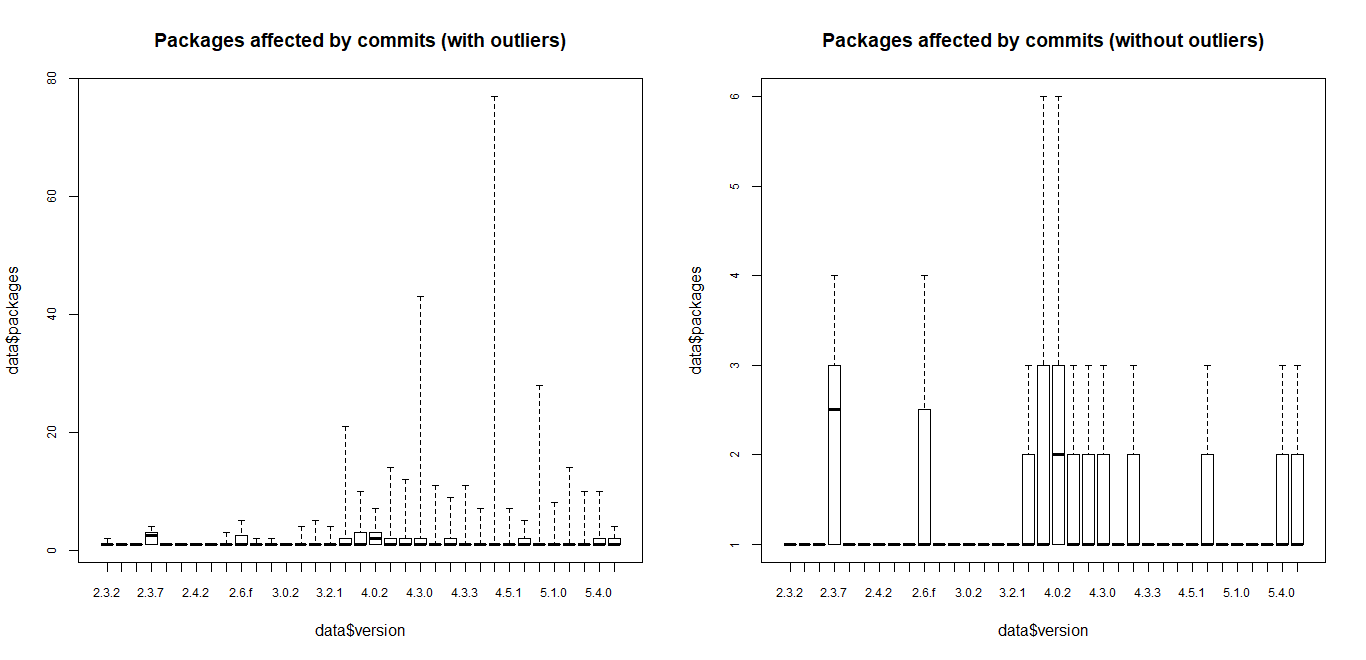 Packages affected by commits (with outliers)
data$packages
80
60
40
20
0
2.3.2 2.3.7 2.4.2 2.6.f 3.0.2 3.2.1 4.0.2 4.3.0 4.3.3 4.5.1 5.1.0 5.4.0
data$version
Packages affected by commits (without outliers)
data$packages
6
5
4
3
2
1
2.3.2 2.3.7 2.4.2 2.6.f 3.0.2 3.2.1 4.0.2 4.3.0 4.3.3 4.5.1 5.1.0 5.4.0
data$version